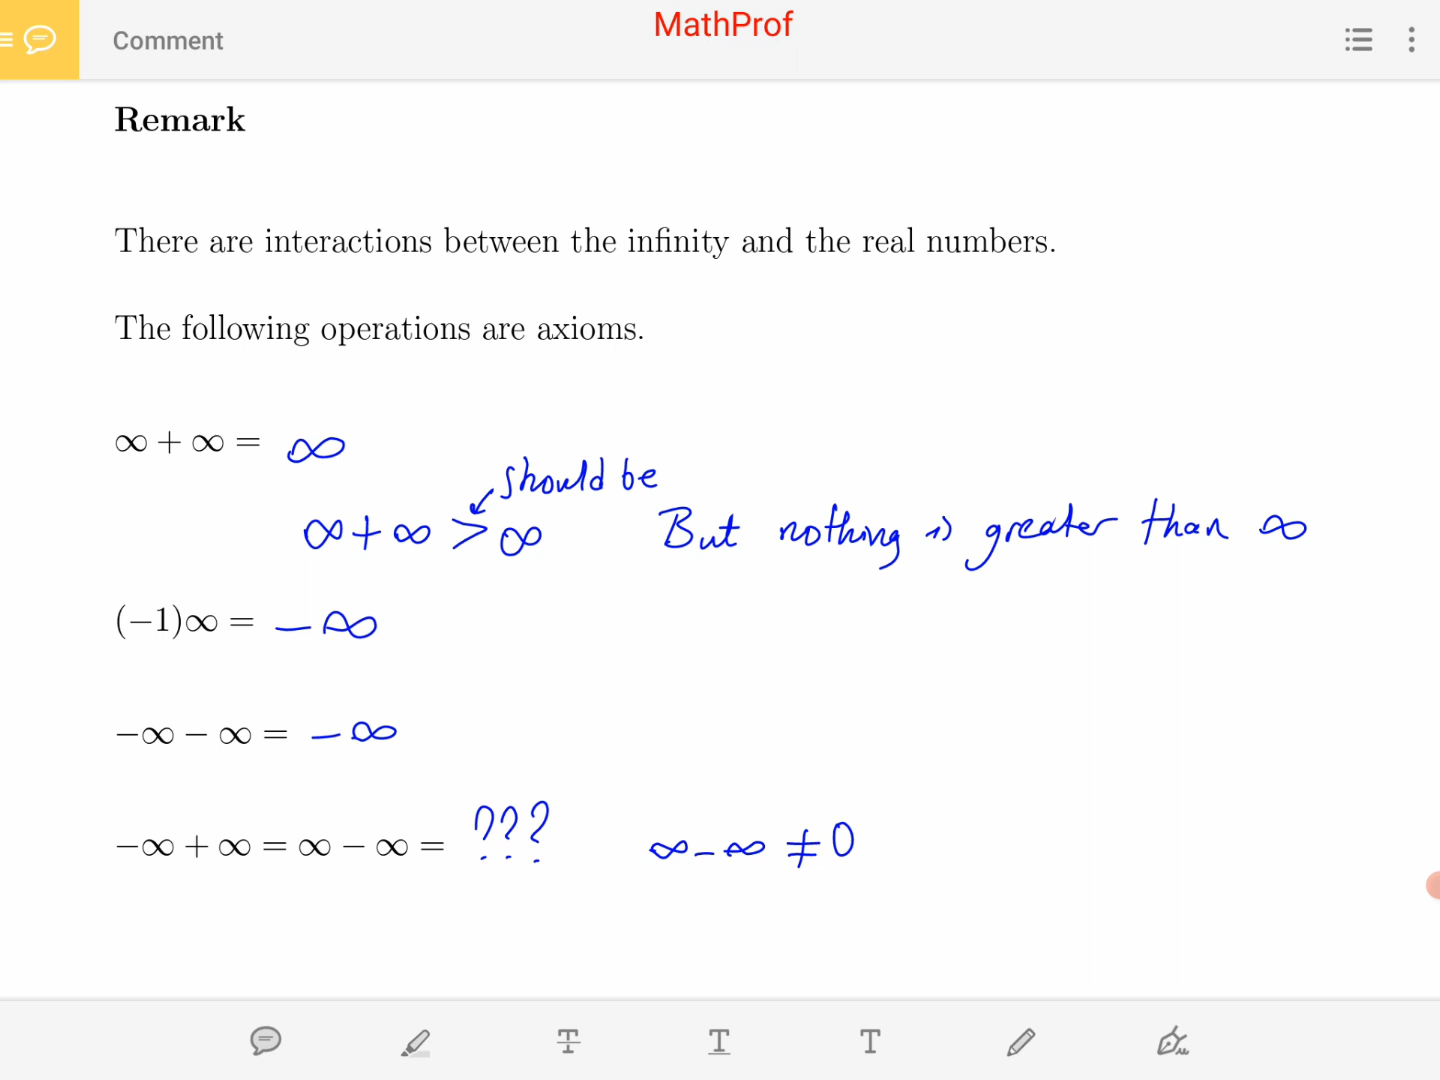 MathProf
Comment
Remark
There are interactions between the infinity and the real numbers.
The following operations are axioms.
∞ + ∞ = ∞
should be
∞ + ∞ > ∞ But nothing is greater than ∞
(−1)∞ = − ∞
−∞ − ∞ = − ∞
−∞ + ∞ = ∞ − ∞ = ??? ∞ − ∞ ≠ 0